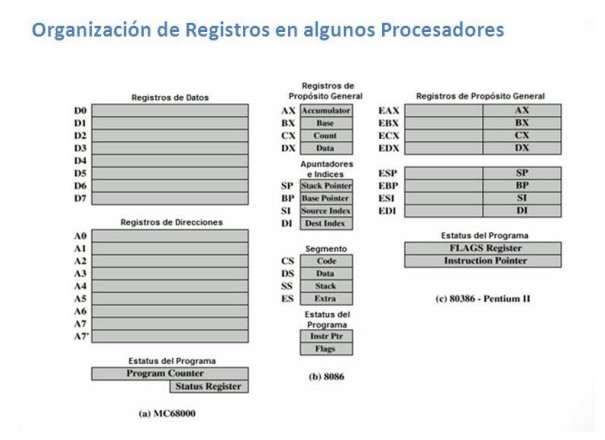 Organización de Registros en algunos Procesadores
Registros de Datos
D0
D1
D2
D3
D4
D5
D6
D7
Registros de Direcciones
A0
A1
A2
A3
A4
A5
A6
A7
A7'
Estatus del Programa
Program Counter
Status Register
(a) MC68000
Registros de
Propósito General
AX Accumulator
BX Base
CX Count
DX Data
Apuntadores
e Indices
SP Stack Pointer
BP Base Pointer
SI Source Index
DI Dest Index
Segmento
CS Code
DS Data
SS Stack
ES Extra
Estatus del
Programa
Instr Ptr
Flags
(b) 8086
Registros de Propósito General
EAX AX
EBX BX
ECX CX
EDX DX
ESP SP
EBP BP
ESI SI
EDI DI
Estatus del Programa
FLAGS Register
Instruction Pointer
(c) 80386 - Pentium II